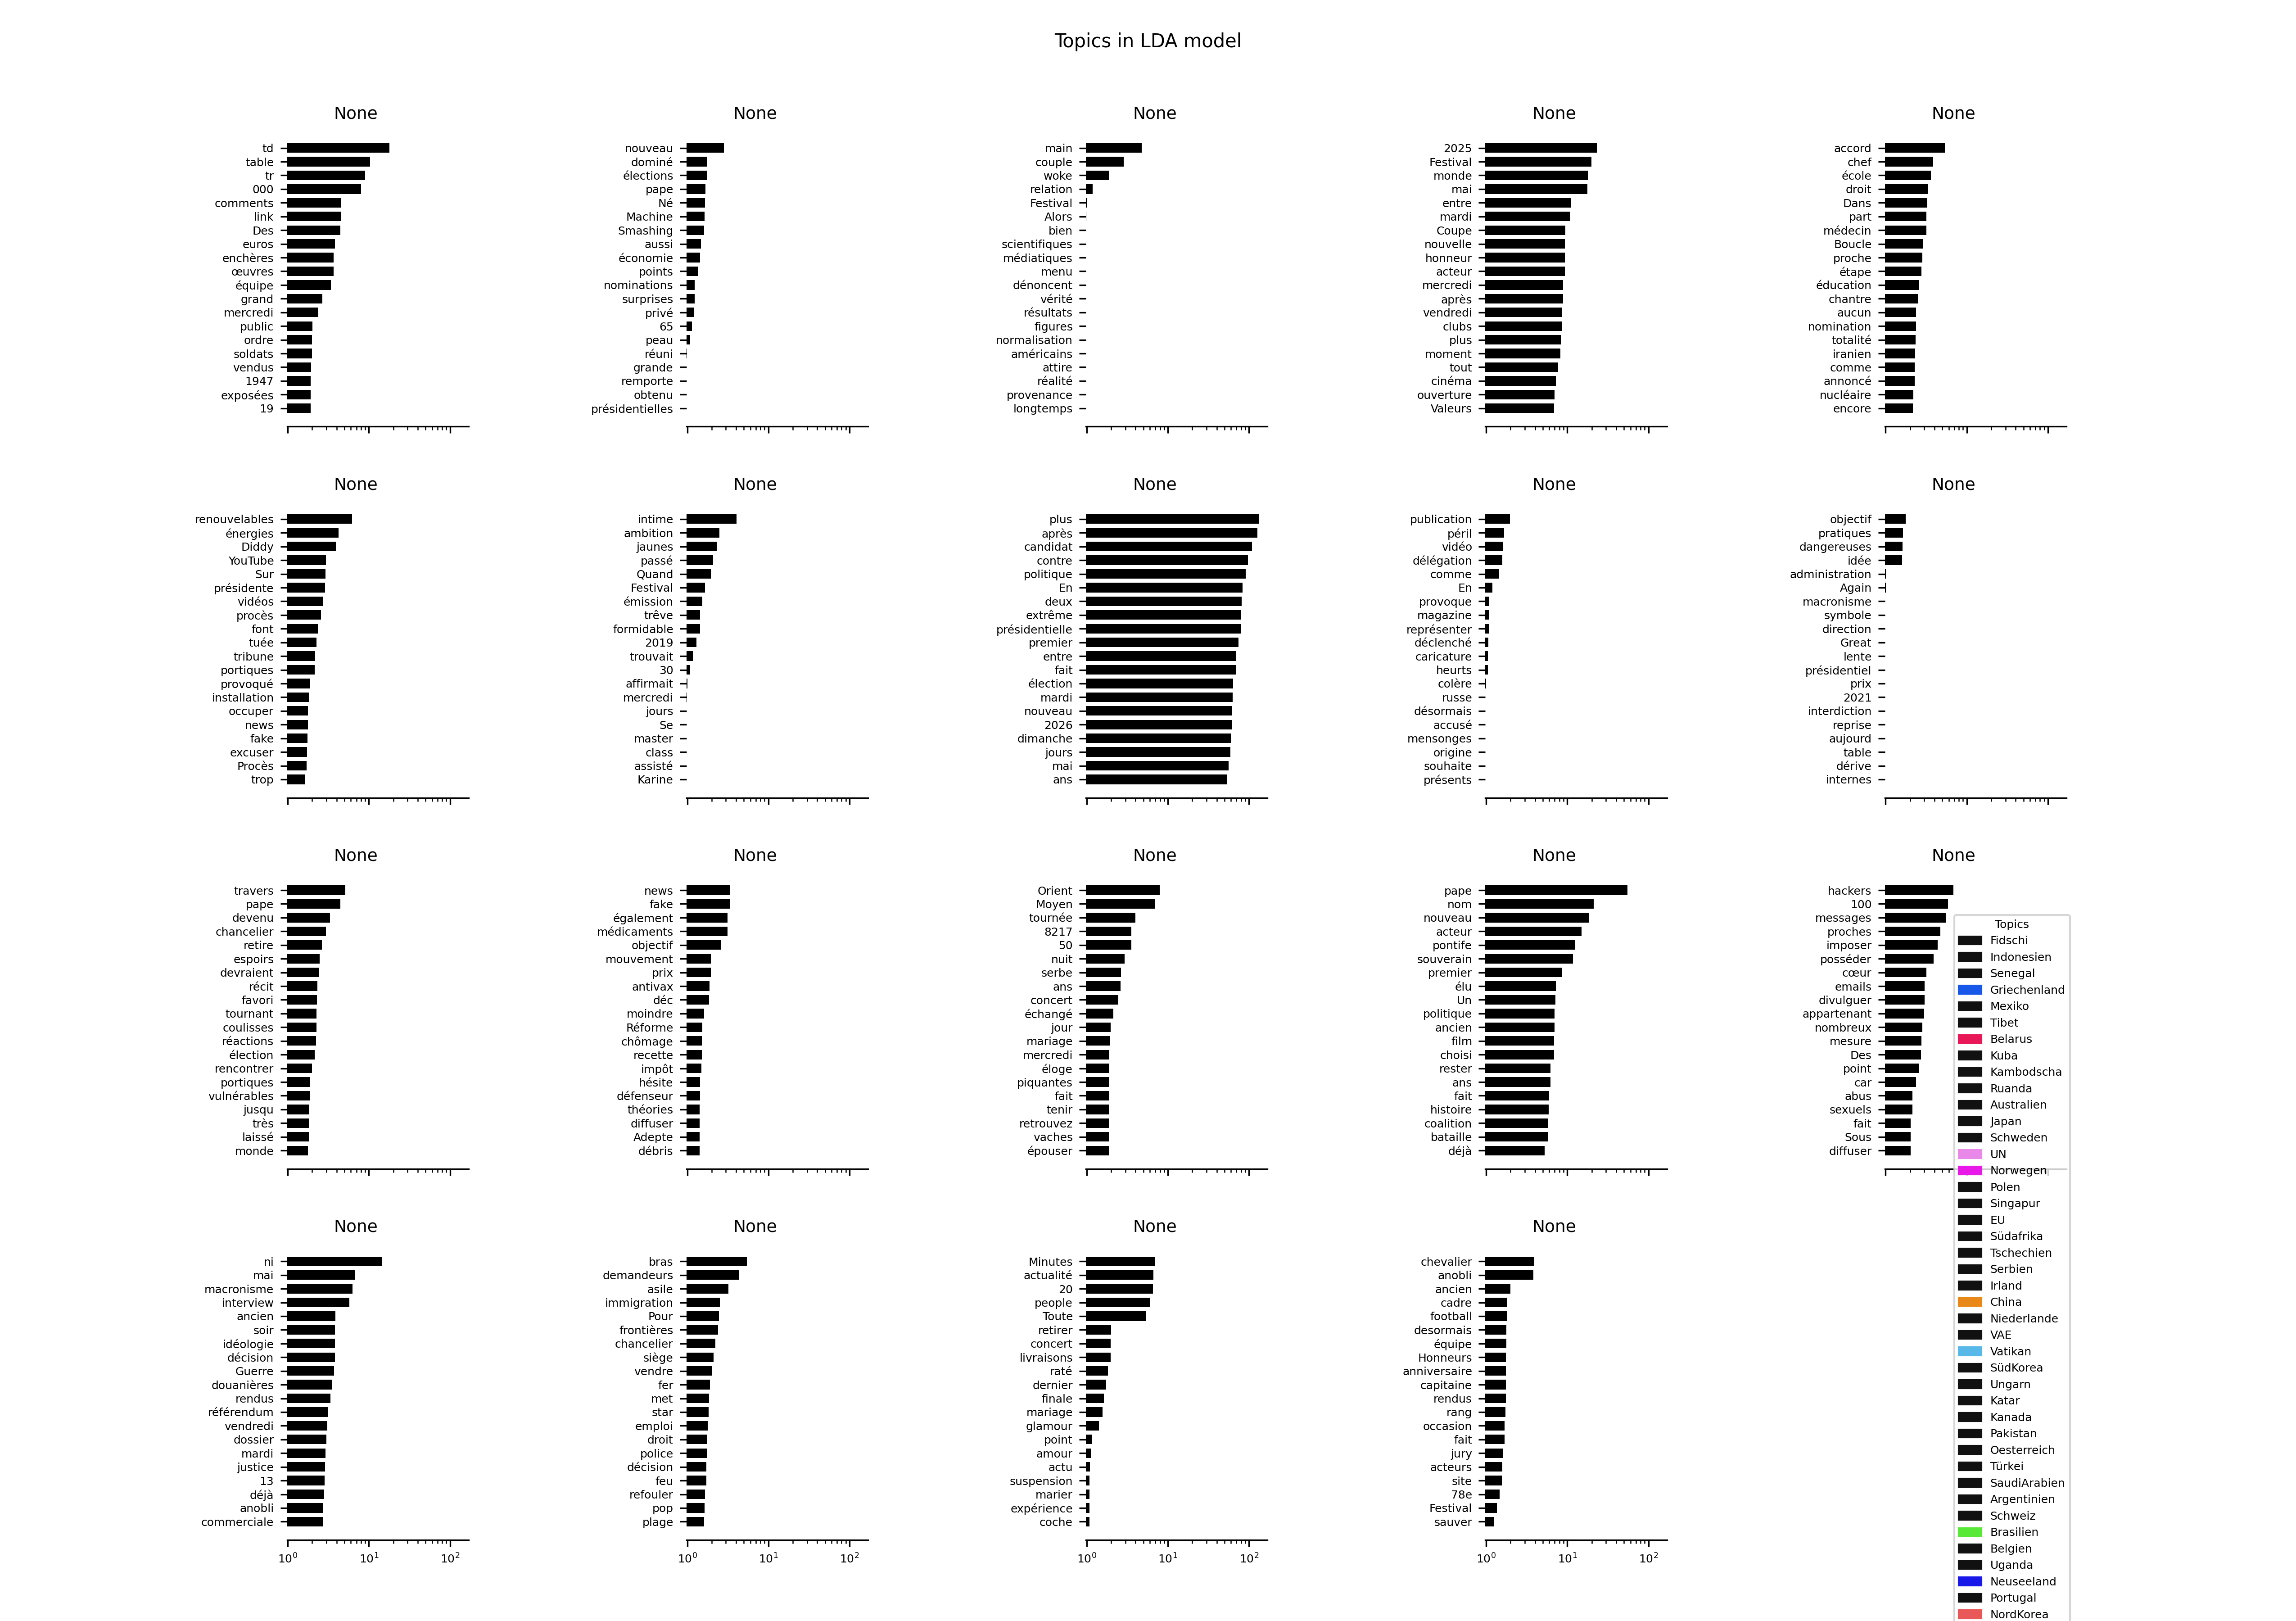 Topics in LDA model
None
td
table
tr
000
comments
link
Des
euros
enchères
œuvres
équipe
grand
mercredi
public
ordre
soldats
vendus
1947
exposées
19
None
nouveau
dominé
élections
pape
Né
Machine
Smashing
aussi
économie
points
nominations
surprises
privé
65
peau
réuni
grande
remporte
obtenu
présidentielles
None
main
couple
woke
relation
Festival
Alors
bien
scientifiques
médiatiques
menu
dénoncent
vérité
résultats
figures
normalisation
américains
attire
réalité
provenance
longtemps
None
2025
Festival
monde
mai
entre
mardi
Coupe
nouvelle
honneur
acteur
mercredi
après
vendredi
clubs
plus
moment
tout
cinéma
ouverture
Valeurs
None
accord
chef
école
droit
Dans
part
médecin
Boucle
proche
étape
éducation
chantre
aucun
nomination
totalité
iranien
comme
annoncé
nucléaire
encore
None
renouvelables
énergies
Diddy
YouTube
Sur
présidente
vidéos
procès
font
tuée
tribune
portiques
provoqué
installation
occuper
news
fake
excuser
Procès
trop
None
intime
ambition
jaunes
passé
Quand
Festival
émission
trêve
formidable
2019
trouvait
30
affirmait
mercredi
jours
Se
master
class
assisté
Karine
None
plus
après
candidat
contre
politique
En
deux
extrême
présidentielle
premier
entre
fait
élection
mardi
nouveau
2026
dimanche
jours
mai
ans
None
publication
péril
vidéo
délégation
comme
En
provoque
magazine
représenter
déclenché
caricature
heurts
colère
russe
désormais
accusé
mensonges
origine
souhaite
présents
None
objectif
pratiques
dangereuses
idée
administration
Again
macronisme
symbole
direction
Great
lente
présidentiel
prix
2021
interdiction
reprise
aujourd
table
dérive
internes
None
travers
pape
devenu
chancelier
retire
espoirs
devraient
récit
favori
tournant
coulisses
réactions
élection
rencontrer
portiques
vulnérables
jusqu
très
laissé
monde
None
news
fake
également
médicaments
objectif
mouvement
prix
antivax
déc
moindre
Réforme
chômage
recette
impôt
hésite
défenseur
théories
diffuser
Adepte
débris
None
Orient
Moyen
tournée
8217
50
nuit
serbe
ans
concert
échangé
jour
mariage
mercredi
éloge
piquantes
fait
tenir
retrouvez
vaches
épouser
None
pape
nom
nouveau
acteur
pontife
souverain
premier
élu
Un
politique
ancien
film
choisi
rester
ans
fait
histoire
coalition
bataille
déjà
None
hackers
100
messages
proches
imposer
posséder
cœur
emails
divulguer
appartenant
nombreux
mesure
Des
point
car
abus
sexuels
fait
Sous
diffuser
None
ni
mai
macronisme
interview
ancien
soir
idéologie
décision
Guerre
douanières
rendus
référendum
vendredi
dossier
mardi
justice
13
déjà
anobli
commerciale
10⁰ 10¹ 10²
None
bras
demandeurs
asile
immigration
Pour
frontières
chancelier
siège
vendre
fer
met
star
emploi
droit
police
décision
feu
refouler
pop
plage
10⁰ 10¹ 10²
None
Minutes
actualité
20
people
Toute
retirer
concert
livraisons
raté
dernier
finale
mariage
glamour
point
amour
actu
suspension
marier
expérience
coche
10⁰ 10¹ 10²
None
chevalier
anobli
ancien
cadre
football
desormais
équipe
Honneurs
anniversaire
capitaine
rendus
rang
occasion
fait
jury
acteurs
site
78e
Festival
sauver
10⁰ 10¹ 10²
Topics
Fidschi
Indonesien
Senegal
Griechenland
Mexiko
Tibet
Belarus
Kuba
Kambodscha
Ruanda
Australien
Japan
Schweden
UN
Norwegen
Polen
Singapur
EU
Südafrika
Tschechien
Serbien
Irland
China
Niederlande
VAE
Vatikan
SüdKorea
Ungarn
Katar
Kanada
Pakistan
Oesterreich
Türkei
SaudiArabien
Argentinien
Schweiz
Brasilien
Belgien
Uganda
Neuseeland
Portugal
NordKorea